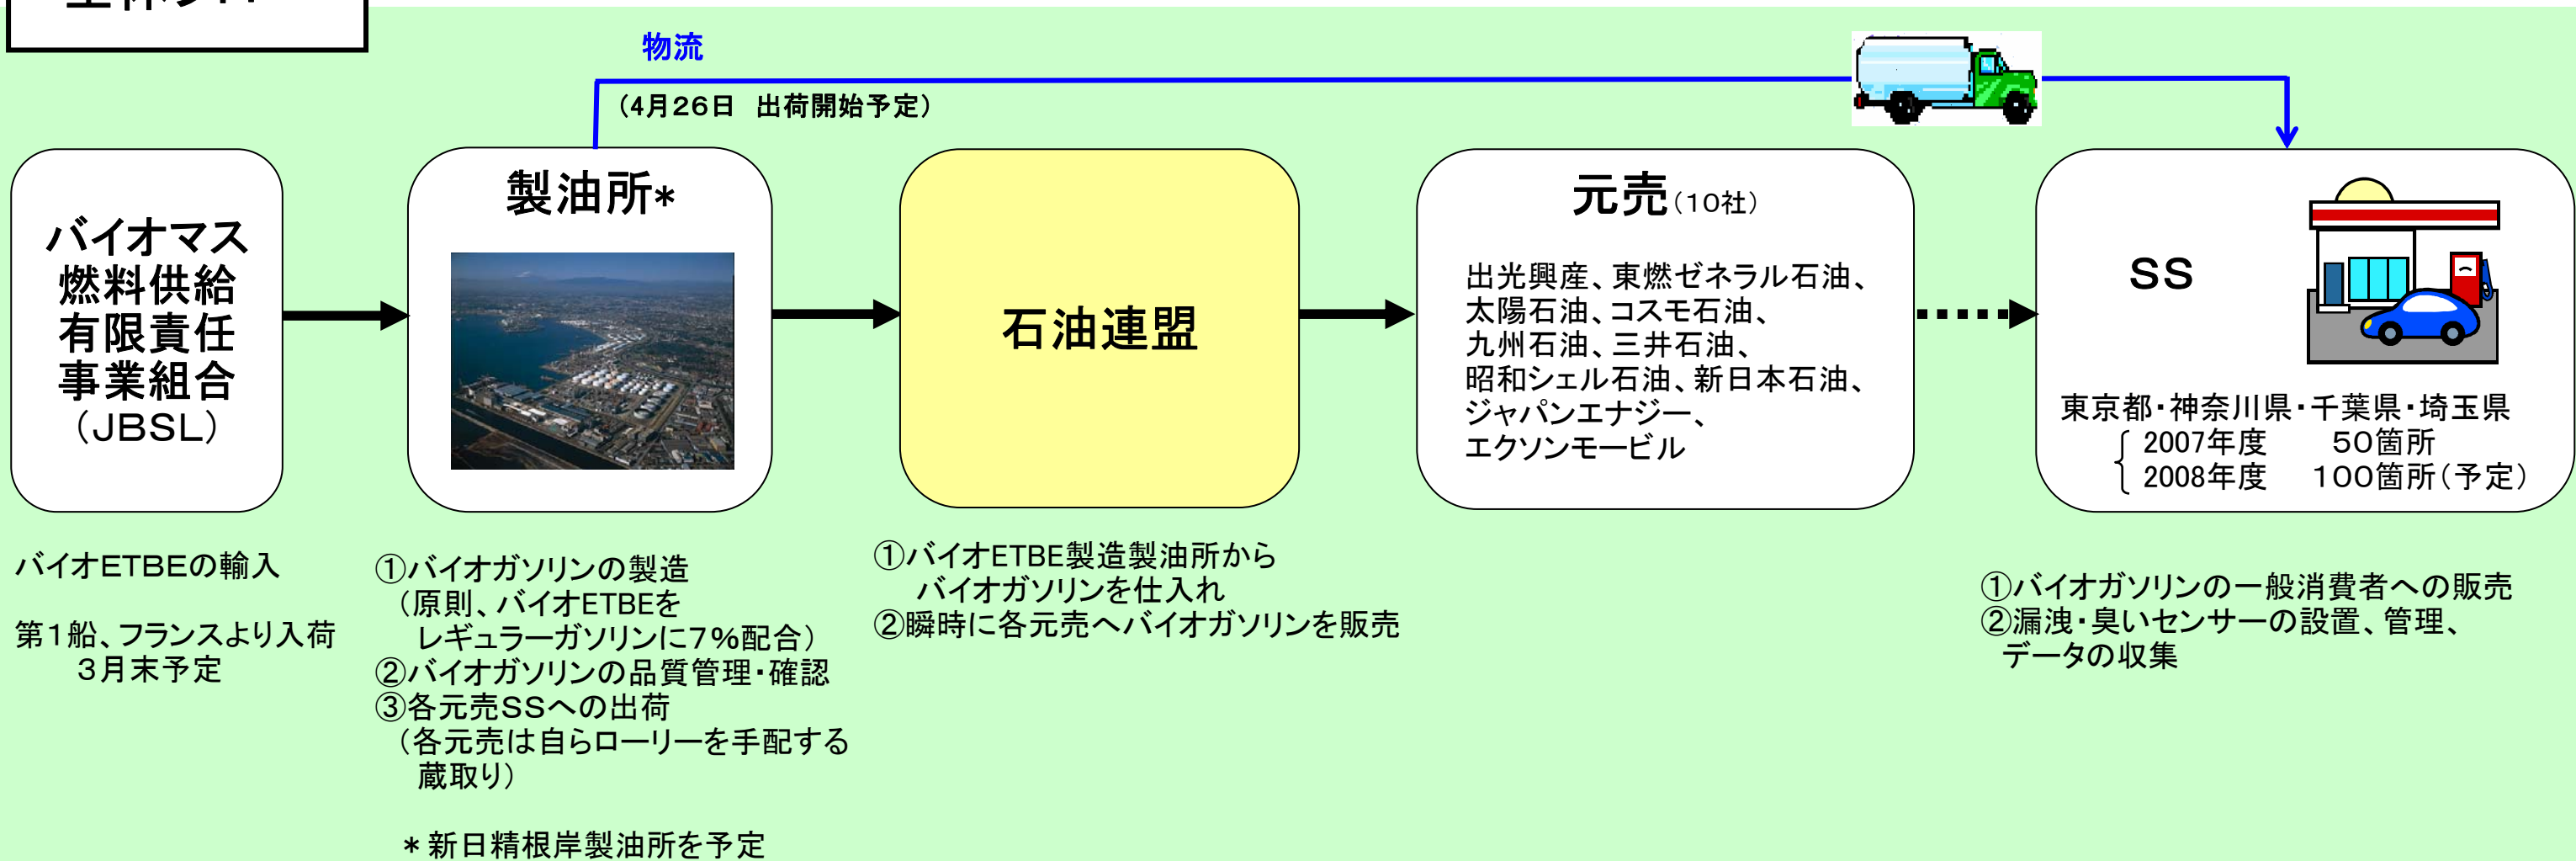 物流
（4月26日　出荷開始予定）
バイオマス
燃料供給
有限責任
事業組合
（JBSL）
製油所*
石油連盟
元売（10社）
出光興産、東燃ゼネラル石油、
太陽石油、コスモ石油、
九州石油、三井石油、
昭和シェル石油、新日本石油、
ジャパンエナジー、
エクソンモービル
SS
東京都・神奈川県・千葉県・埼玉県
2007年度　50箇所
2008年度　100箇所（予定）
バイオETBEの輸入
第1船、フランスより入荷
3月末予定
①バイオガソリンの製造
（原則、バイオETBEを
レギュラーガソリンに7%配合）
②バイオガソリンの品質管理・確認
③各元売SSへの出荷
（各元売は自らローリーを手配する
蔵取り）
*新日精根岸製油所を予定
①バイオETBE製造製油所から
バイオガソリンを仕入れ
②瞬時に各元売へバイオガソリンを販売
①バイオガソリンの一般消費者への販売
②漏洩・臭いセンサーの設置、管理、
データの収集